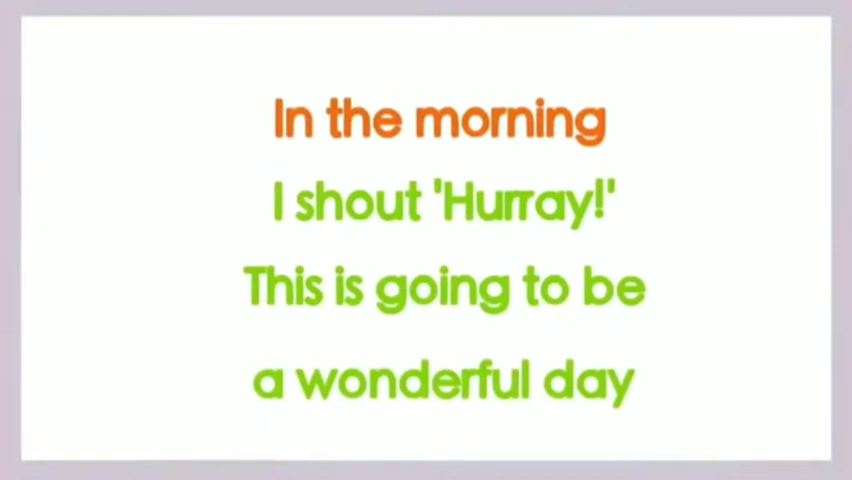 In the morning
I shout 'Hurray!'
This is going to be
a wonderful day